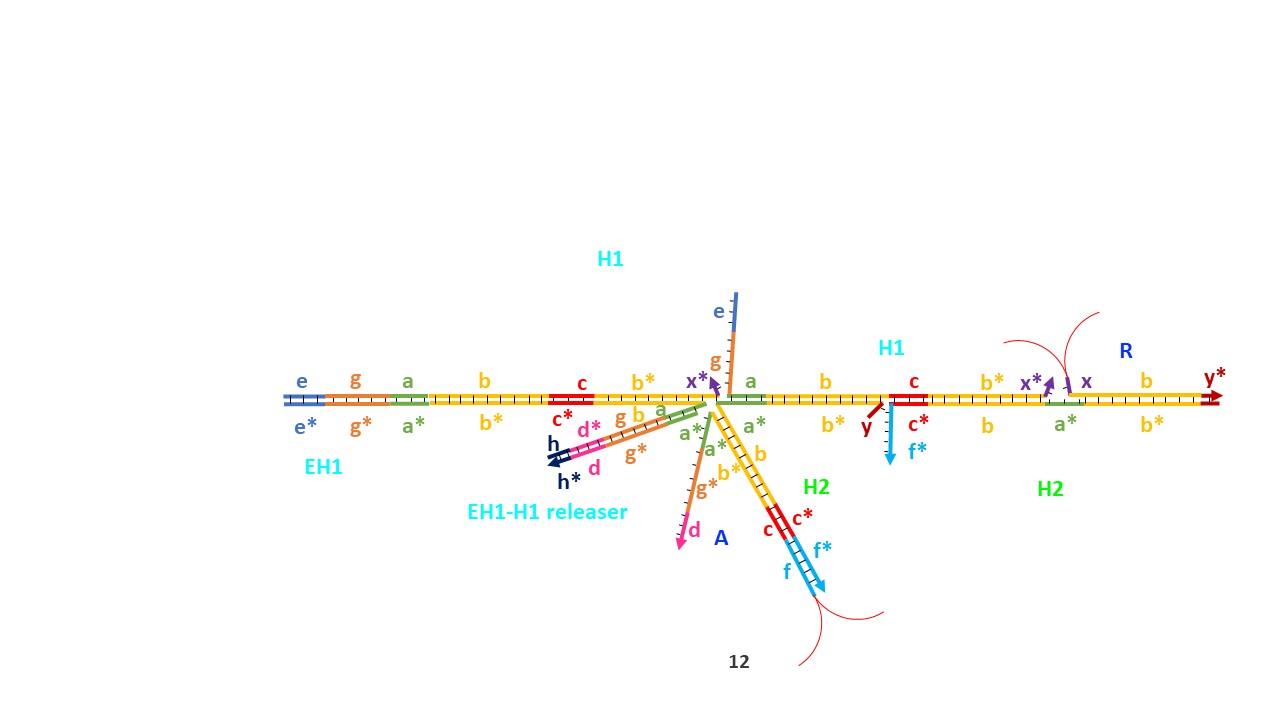 H1
e
g
H1
R
e g a b c b* x* a b c b* x* x b y*
e* g* a* b* c* g b a a* b* y c* b a* b*
h d* a* a* b f*
g* b*
h* d g* H2 H2
EH1
EH1-H1 releaser
d A c c*
f f*
12